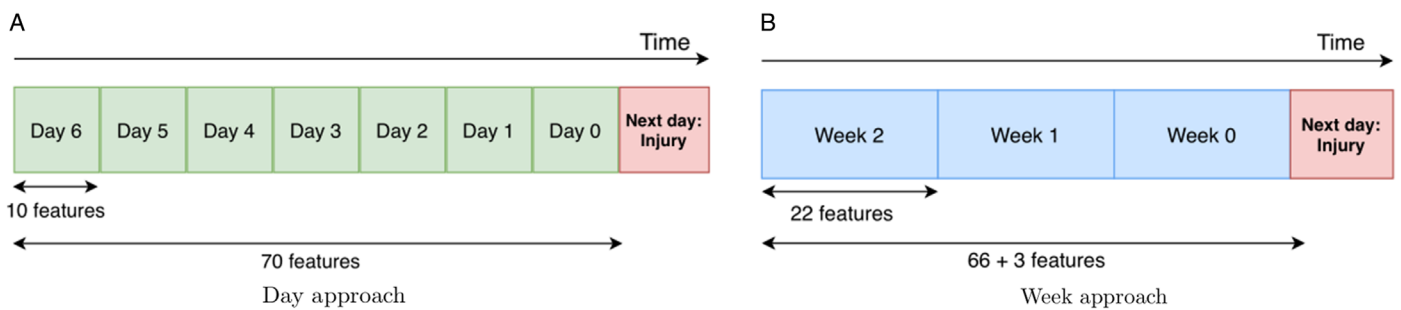 A
Time
Day 6
Day 5
Day 4
Day 3
Day 2
Day 1
Day 0
Next day:
Injury
10 features
70 features
Day approach
B
Time
Week 2
Week 1
Week 0
Next day:
Injury
22 features
66 + 3 features
Week approach